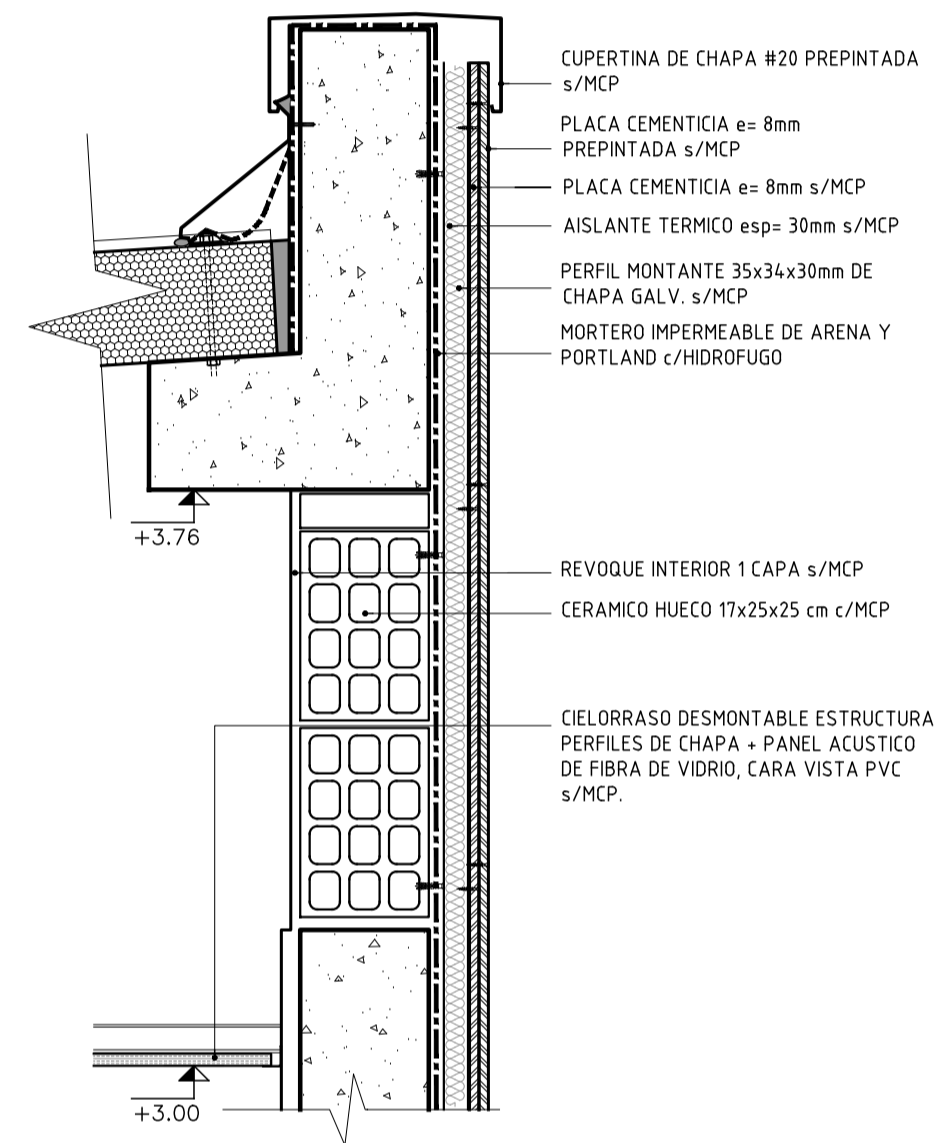 CUPERTINA DE CHAPA #20 PREPINTADA
s/MCP
PLACA CEMENTICIA e= 8mm
PREPINTADA s/MCP
PLACA CEMENTICIA e= 8mm s/MCP
AISLANTE TERMICO esp= 30mm s/MCP
PERFIL MONTANTE 35x34x30mm DE
CHAPA GALV. s/MCP
MORTERO IMPERMEABLE DE ARENA Y
PORTLAND c/HIDROFUGO
+3.76
REVOQUE INTERIOR 1 CAPA s/MCP
CERAMICO HUECO 17x25x25 cm c/MCP
CIELORRASO DESMONTABLE ESTRUCTURA
PERFILES DE CHAPA + PANEL ACUSTICO
DE FIBRA DE VIDRIO, CARA VISTA PVC
s/MCP.
+3.00